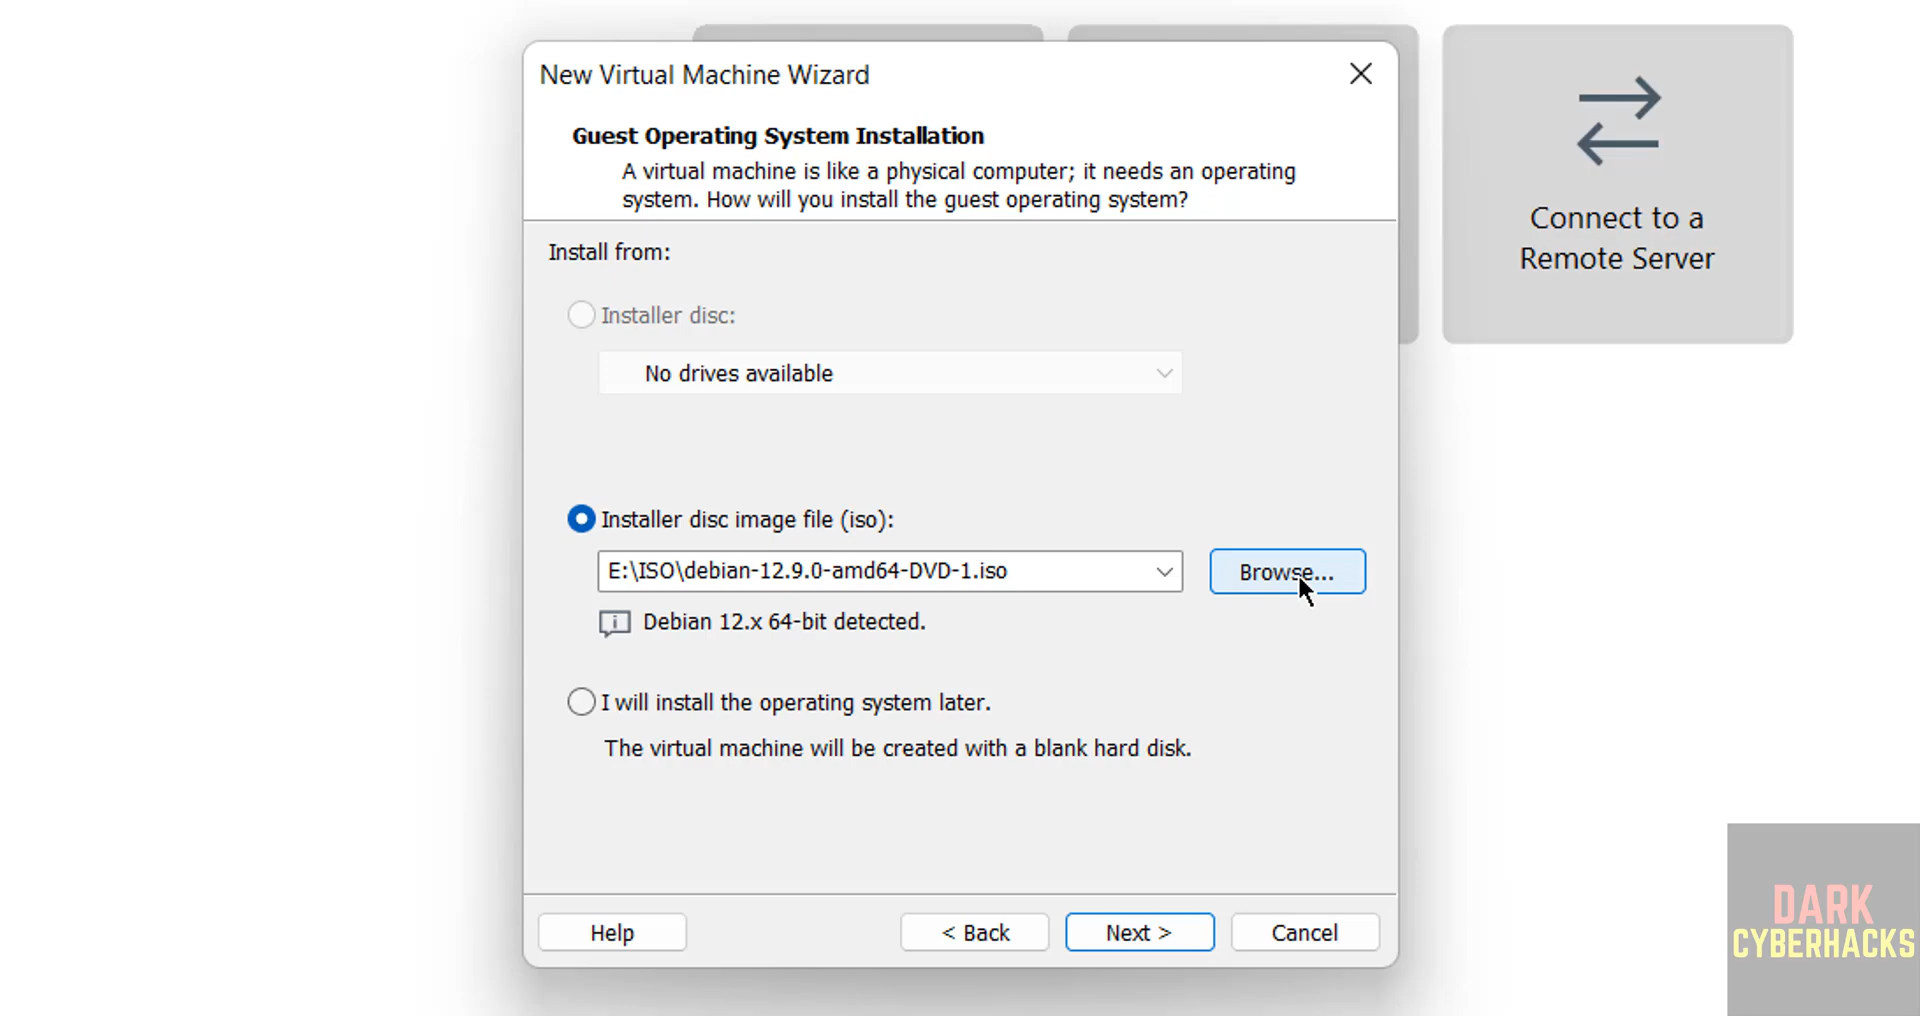 New Virtual Machine Wizard
Guest Operating System Installation
A virtual machine is like a physical computer; it needs an operating
system. How will you install the guest operating system?
Install from:
Installer disc:
No drives available
Installer disc image file (iso):
E:\ISO\debian-12.9.0-amd64-DVD-1.iso
Browse...
Debian 12.x 64-bit detected.
I will install the operating system later.
The virtual machine will be created with a blank hard disk.
Help
< Back
Next >
Cancel
Connect to a
Remote Server
DARK
CYBERHACKS